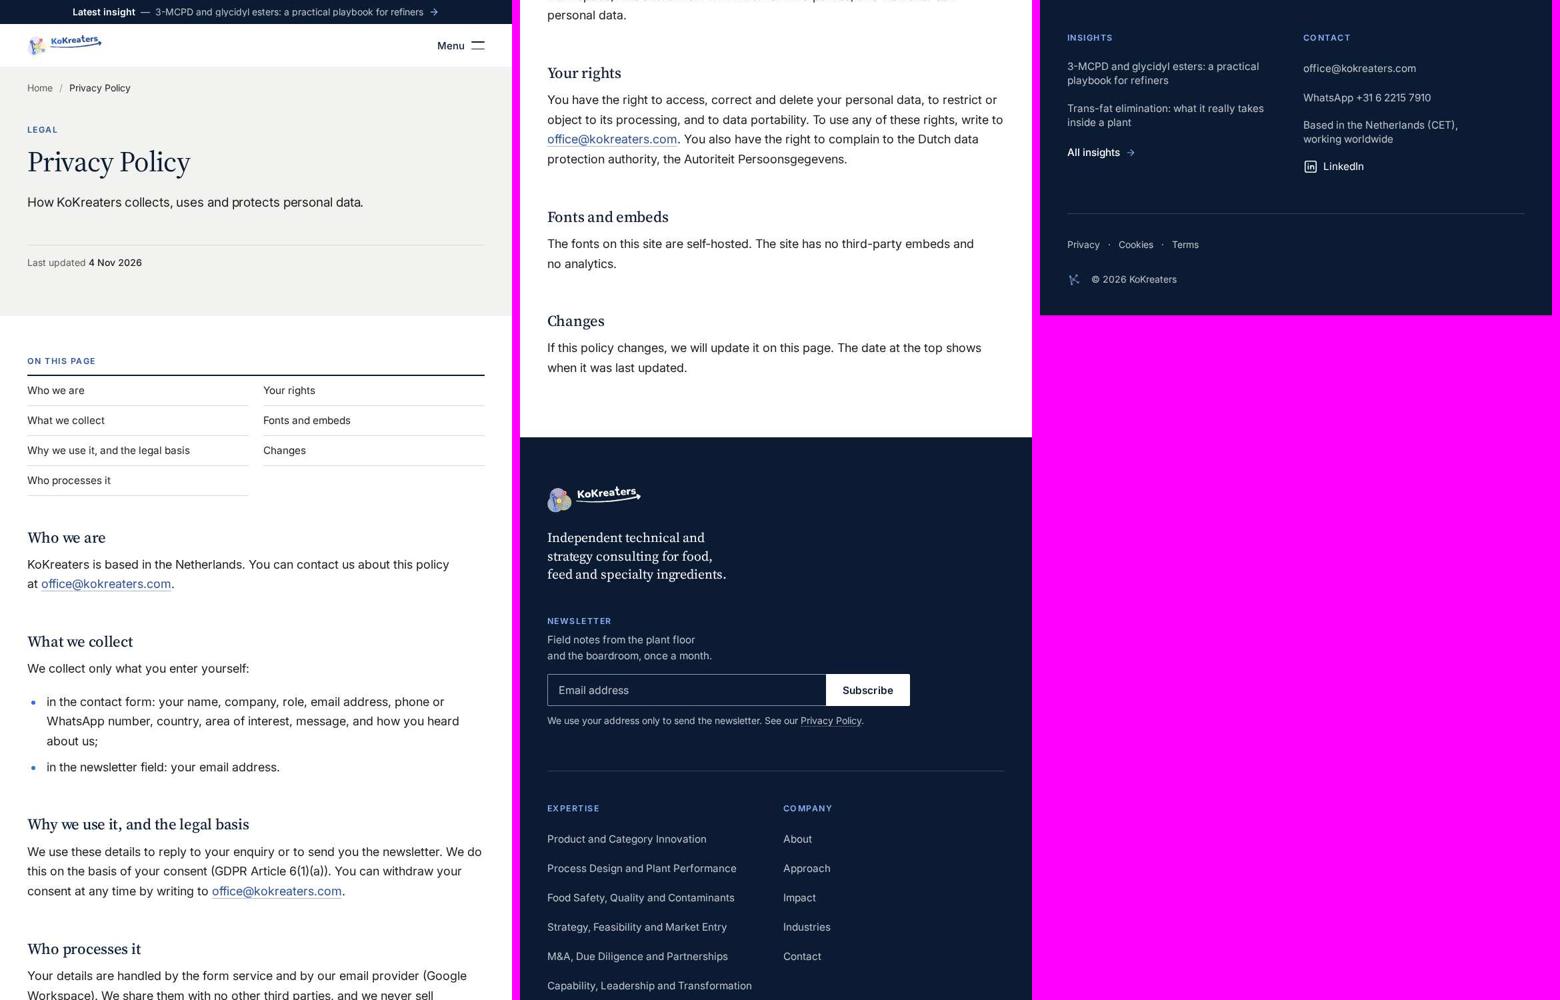 Latest insight — 3-MCPD and glycidyl esters: a practical playbook for refiners →
KoKreaters
Menu
Home / Privacy Policy
LEGAL
Privacy Policy
How KoKreaters collects, uses and protects personal data.
Last updated 4 Nov 2026
ON THIS PAGE
Who we are
What we collect
Why we use it, and the legal basis
Who processes it
Your rights
Fonts and embeds
Changes
Who we are
KoKreaters is based in the Netherlands. You can contact us about this policy
at office@kokreaters.com.
What we collect
We collect only what you enter yourself:
• in the contact form: your name, company, role, email address, phone or
WhatsApp number, country, area of interest, message, and how you heard
about us;
• in the newsletter field: your email address.
Why we use it, and the legal basis
We use these details to reply to your enquiry or to send you the newsletter. We do
this on the basis of your consent (GDPR Article 6(1)(a)). You can withdraw your
consent at any time by writing to office@kokreaters.com.
Who processes it
Your details are handled by the form service and by our email provider (Google
Workspace). We share them with no other third parties, and we never sell
personal data.
Your rights
You have the right to access, correct and delete your personal data, to restrict or
object to its processing, and to data portability. To use any of these rights, write to
office@kokreaters.com. You also have the right to complain to the Dutch data
protection authority, the Autoriteit Persoonsgegevens.
Fonts and embeds
The fonts on this site are self-hosted. The site has no third-party embeds and
no analytics.
Changes
If this policy changes, we will update it on this page. The date at the top shows
when it was last updated.
KoKreaters
Independent technical and
strategy consulting for food,
feed and specialty ingredients.
NEWSLETTER
Field notes from the plant floor
and the boardroom, once a month.
Email address
Subscribe
We use your address only to send the newsletter. See our Privacy Policy.
EXPERTISE
Product and Category Innovation
Process Design and Plant Performance
Food Safety, Quality and Contaminants
Strategy, Feasibility and Market Entry
M&A, Due Diligence and Partnerships
Capability, Leadership and Transformation
COMPANY
About
Approach
Impact
Industries
Contact
INSIGHTS
3-MCPD and glycidyl esters: a practical
playbook for refiners
Trans-fat elimination: what it really takes
inside a plant
All insights →
CONTACT
office@kokreaters.com
WhatsApp +31 6 2215 7910
Based in the Netherlands (CET),
working worldwide
in LinkedIn
Privacy · Cookies · Terms
© 2026 KoKreaters